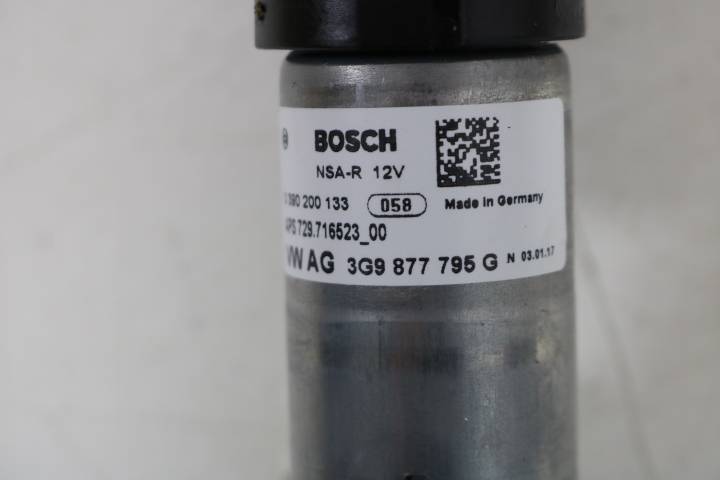 BOSCH
NSA-R 12V
390 200 133 058 Made in Germany
729.716523_00
VW AG 3G9 877 795 G N 03.01.17